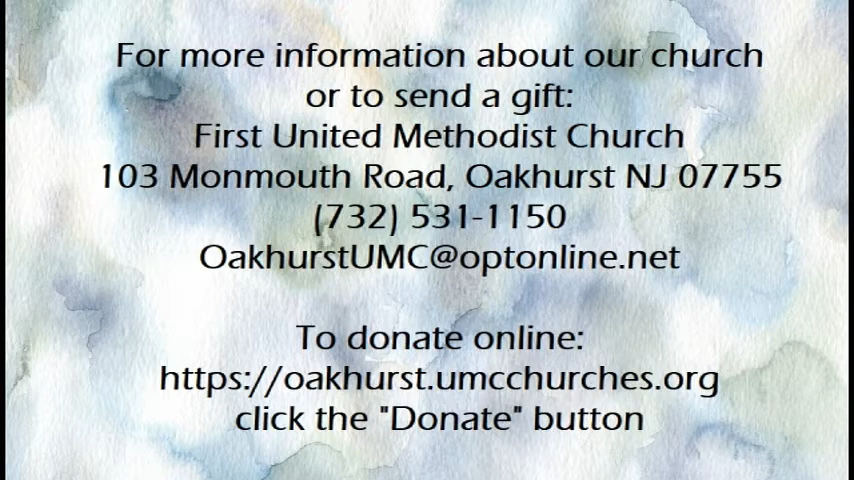 For more information about our church
or to send a gift:
First United Methodist Church
103 Monmouth Road, Oakhurst NJ 07755
(732) 531-1150
OakhurstUMC@optonline.net
To donate online:
https://oakhurst.umcchurches.org
click the "Donate" button